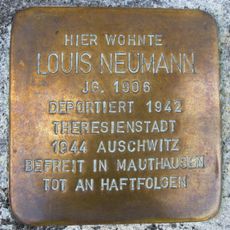 HIER WOHNTE
LOUIS NEUMANN
JG. 1906
DEPORTIERT 1942
THERESIENSTADT
1944 AUSCHWITZ
BEFREIT IN MAUTHAUSEN
TOT AN HAFTFOLGEN